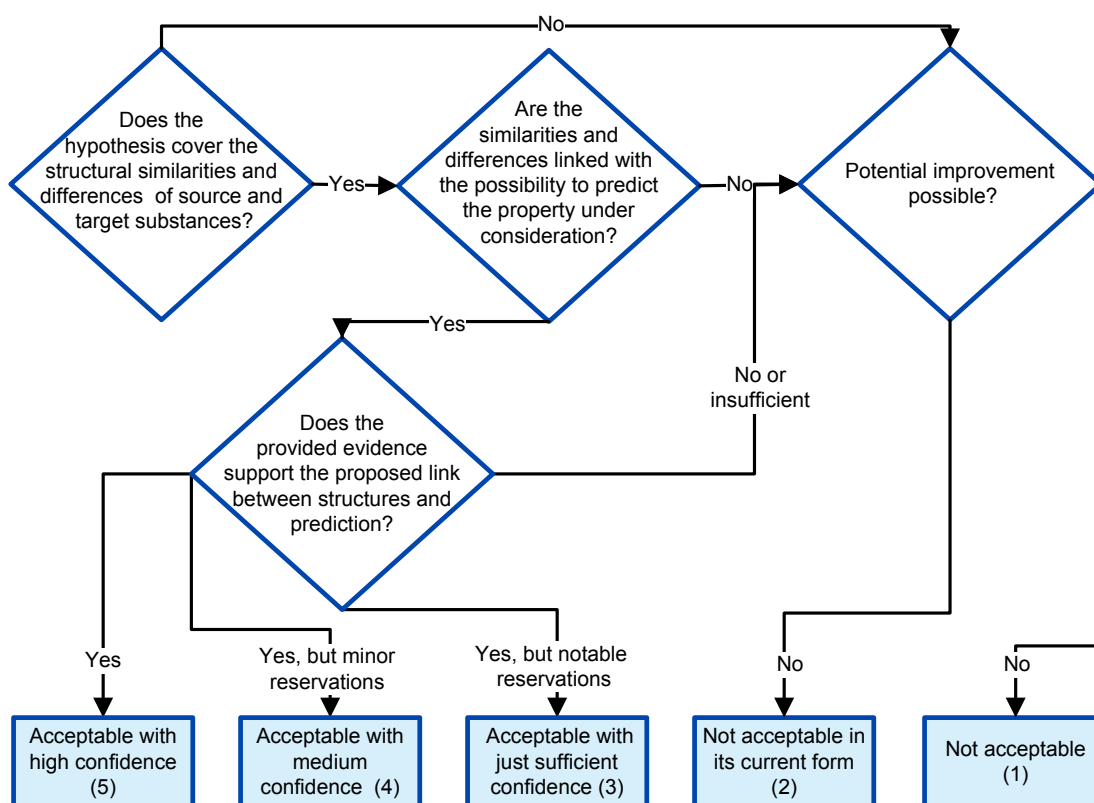 No
Does the
hypothesis cover the
structural similarities and
differences of source and
target substances?
Yes
Are the
similarities and
differences linked with
the possibility to predict
the property under
consideration?
No
Potential improvement
possible?
Yes
No or
insufficient
Does the
provided evidence
support the proposed link
between structures and
prediction?
Yes
Yes, but minor
reservations
Yes, but notable
reservations
No
No
Acceptable with
high confidence
(5)
Acceptable with
medium
confidence (4)
Acceptable with
just sufficient
confidence (3)
Not acceptable in
its current form
(2)
Not acceptable
(1)